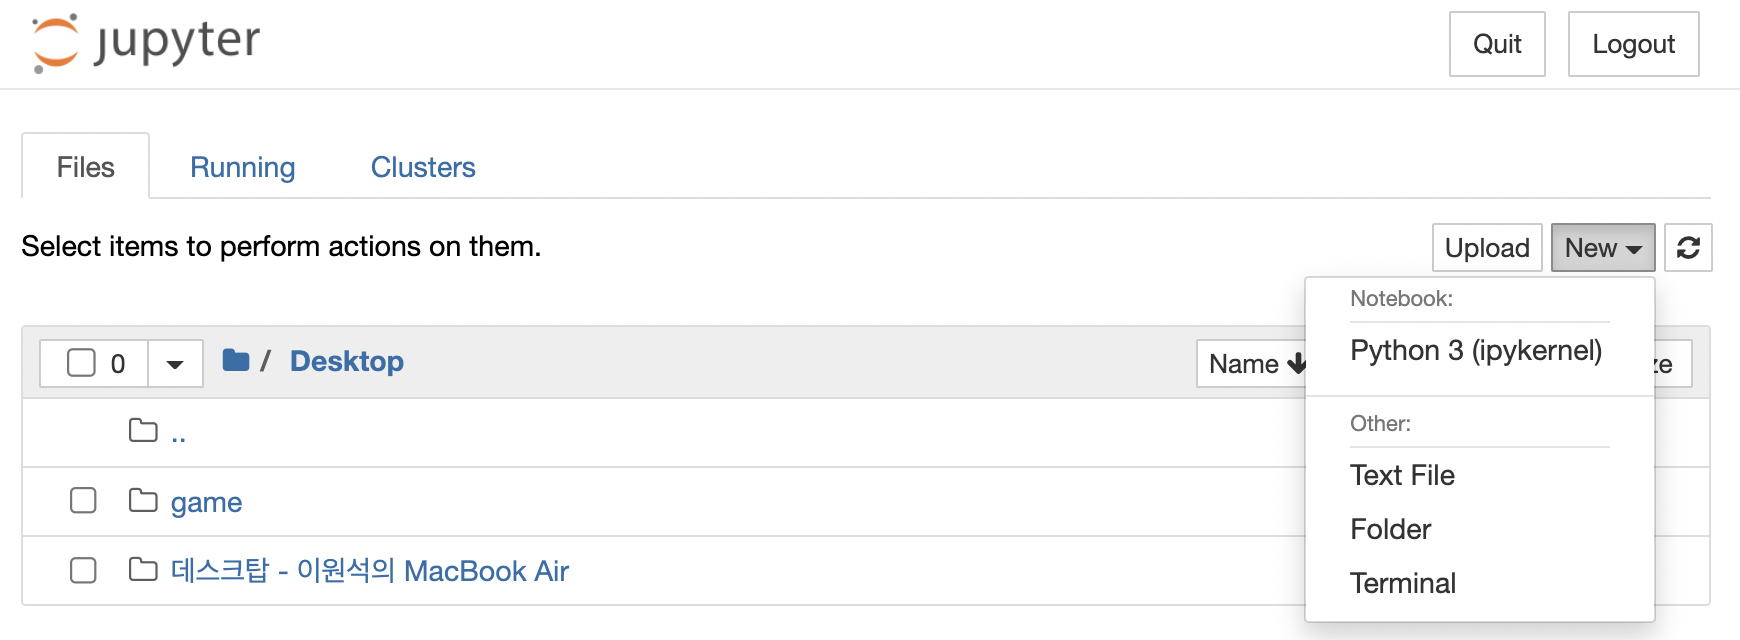 jupyter
Quit Logout
Files Running Clusters
Select items to perform actions on them.
Upload New
Notebook:
0 / Desktop
Name
Python 3 (ipykernel)
Other:
..
Text File
game
Folder
데스크탑 - 이원석의 MacBook Air
Terminal